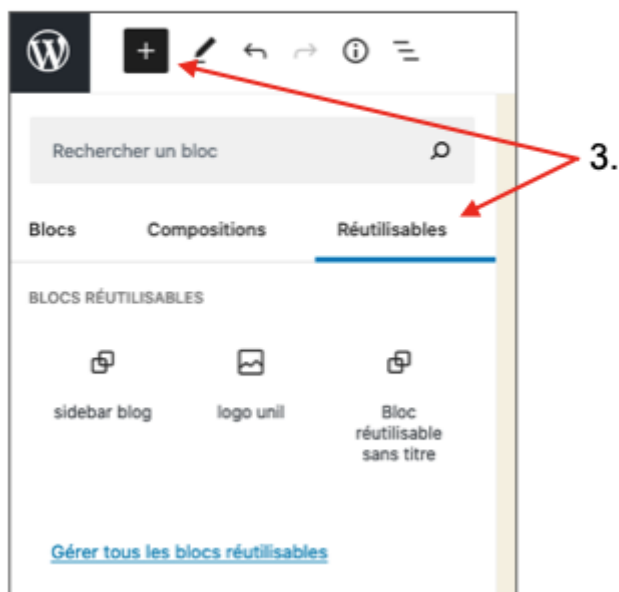 Rechercher un bloc
3.
Blocs Compositions Réutilisables
BLOCS RÉUTILISABLES
sidebar blog logo unil Bloc
réutilisable
sans titre
Gérer tous les blocs réutilisables